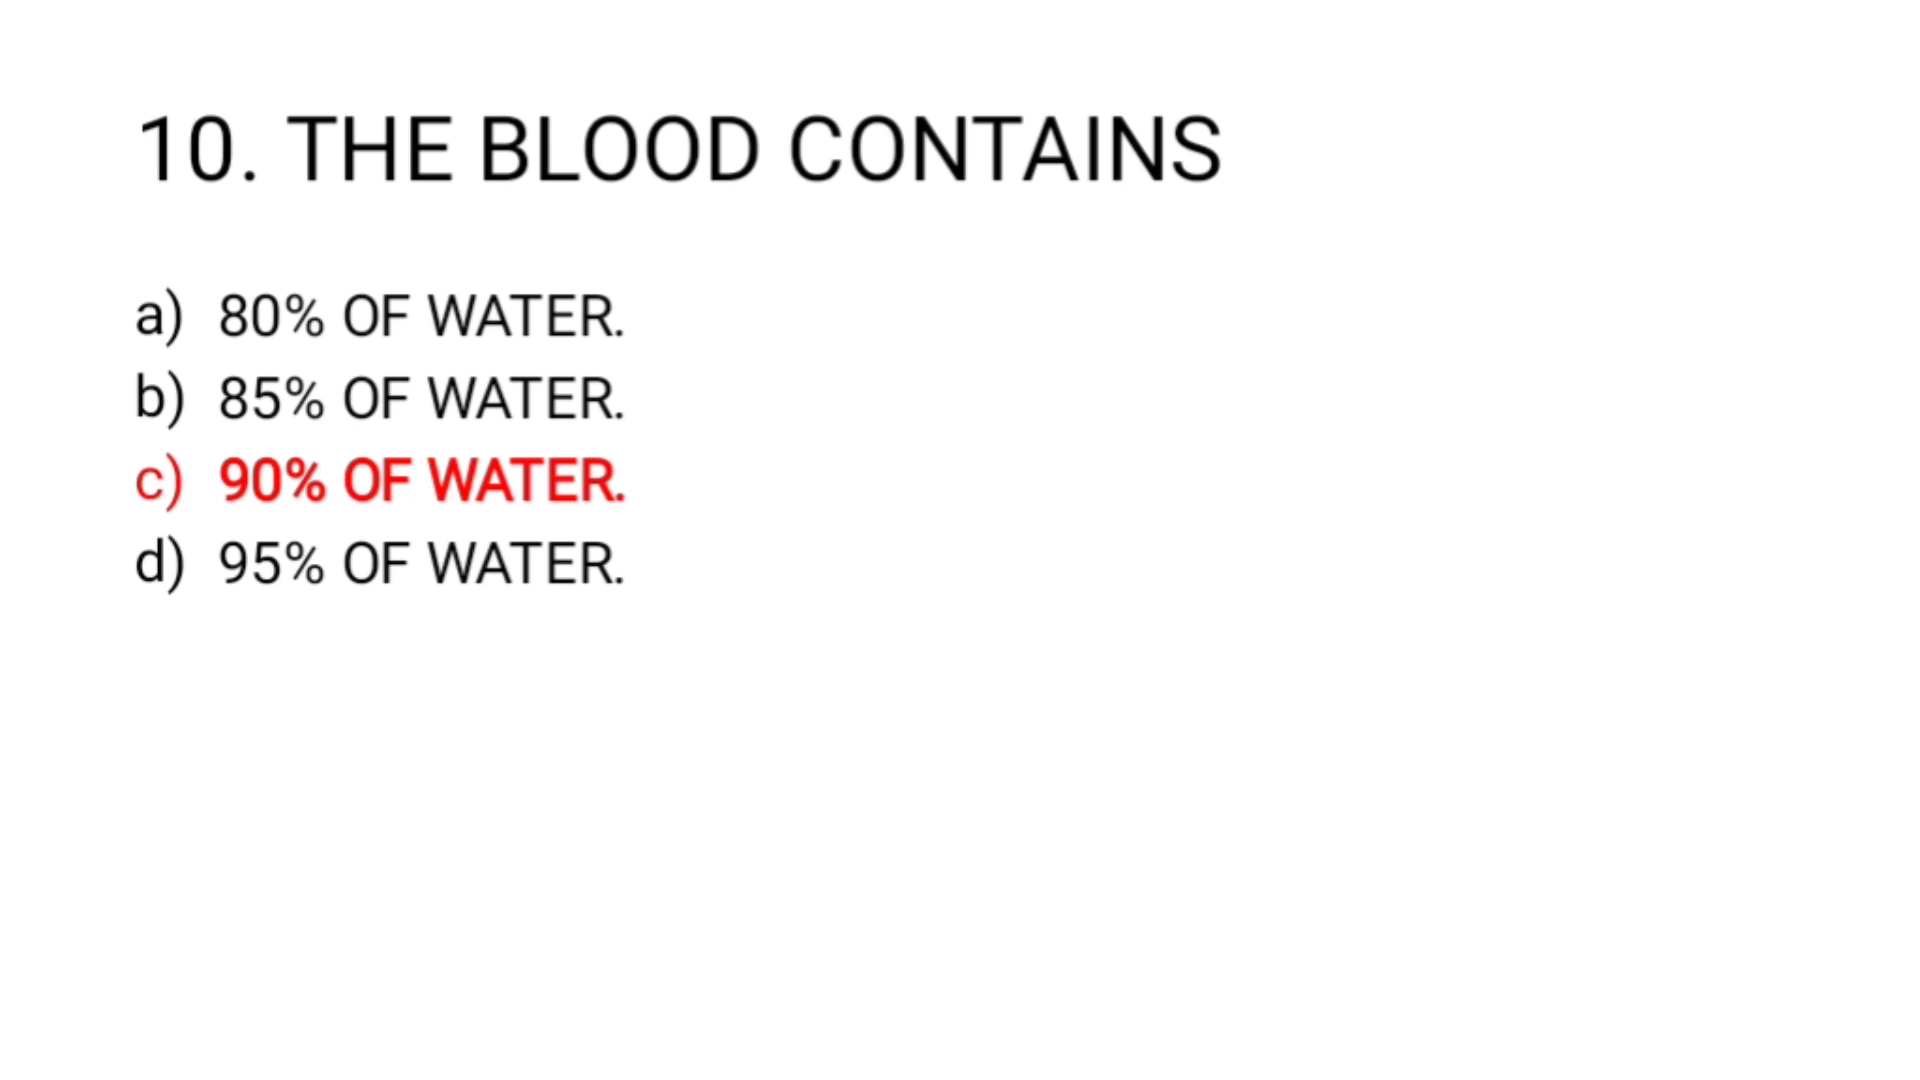 10. THE BLOOD CONTAINS
a) 80% OF WATER.
b) 85% OF WATER.
c) 90% OF WATER.
d) 95% OF WATER.